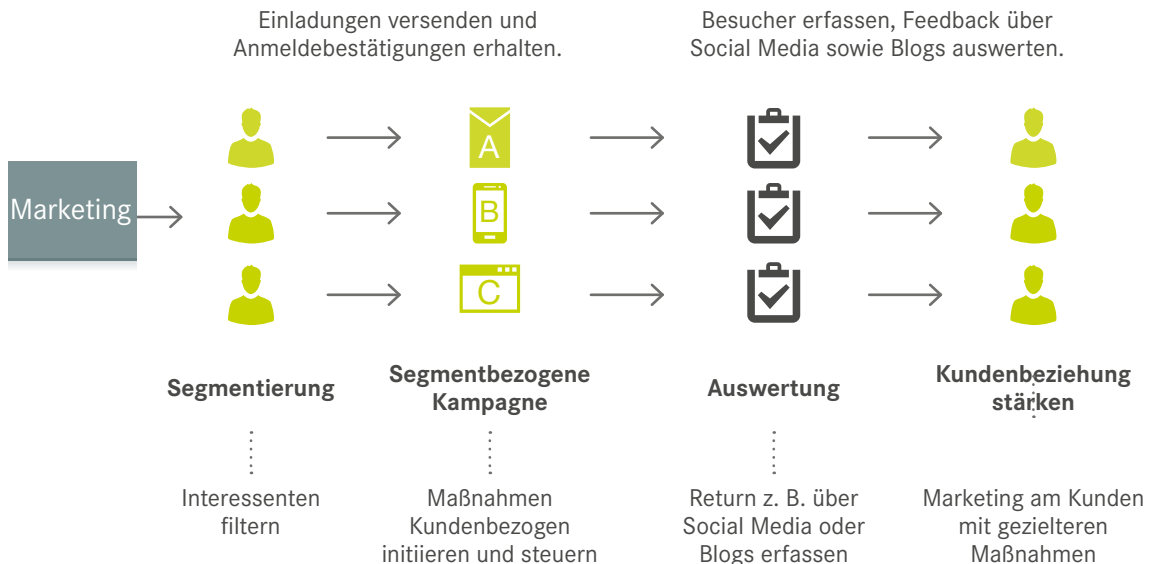 Einladungen versenden und
Anmeldebestätigungen erhalten.
Besucher erfassen, Feedback über
Social Media sowie Blogs auswerten.
Marketing
A
B
C
Segmentierung
Segmentbezogene
Kampagne
Auswertung
Kundenbeziehung
stärken
Interessenten
filtern
Maßnahmen
Kundenbezogen
initiieren und steuern
Return z. B. über
Social Media oder
Blogs erfassen
Marketing am Kunden
mit gezielteren
Maßnahmen